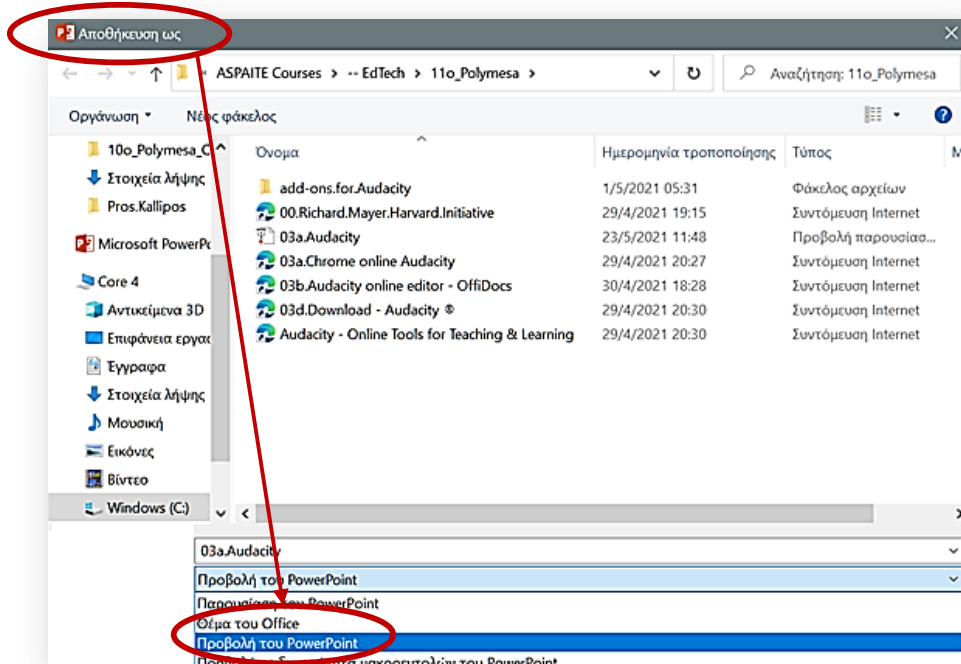 Αποθήκευση ως
ASPAITE Courses > -- EdTech > 11o_Polymesa >
Αναζήτηση: 11o_Polymesa
Οργάνωση Νέος φάκελος
Όνομα Ημερομηνία τροποποίησης Τύπος
10o_Polymesa_C
Στοιχεία λήψης
Pros.Kallipos
Microsoft PowerPo
Core 4
Αντικείμενα 3D
Επιφάνεια εργασ
Έγγραφα
Στοιχεία λήψης
Μουσική
Εικόνες
Βίντεο
Windows (C:)
add-ons.for.Audacity 1/5/2021 05:31 Φάκελος αρχείων
00.Richard.Mayer.Harvard.Initiative 29/4/2021 19:15 Συντόμευση Internet
03a.Audacity 23/5/2021 11:48 Προβολή παρουσίασ...
03a.Chrome online Audacity 29/4/2021 20:27 Συντόμευση Internet
03b.Audacity online editor - OffiDocs 30/4/2021 18:28 Συντόμευση Internet
03d.Download - Audacity ® 29/4/2021 20:30 Συντόμευση Internet
Audacity - Online Tools for Teaching & Learning 29/4/2021 20:30 Συντόμευση Internet
03a.Audacity
Προβολή του PowerPoint
Παρουσίαση του PowerPoint
Θέμα του Office
Προβολή του PowerPoint
μακροεντολών του PowerPoint